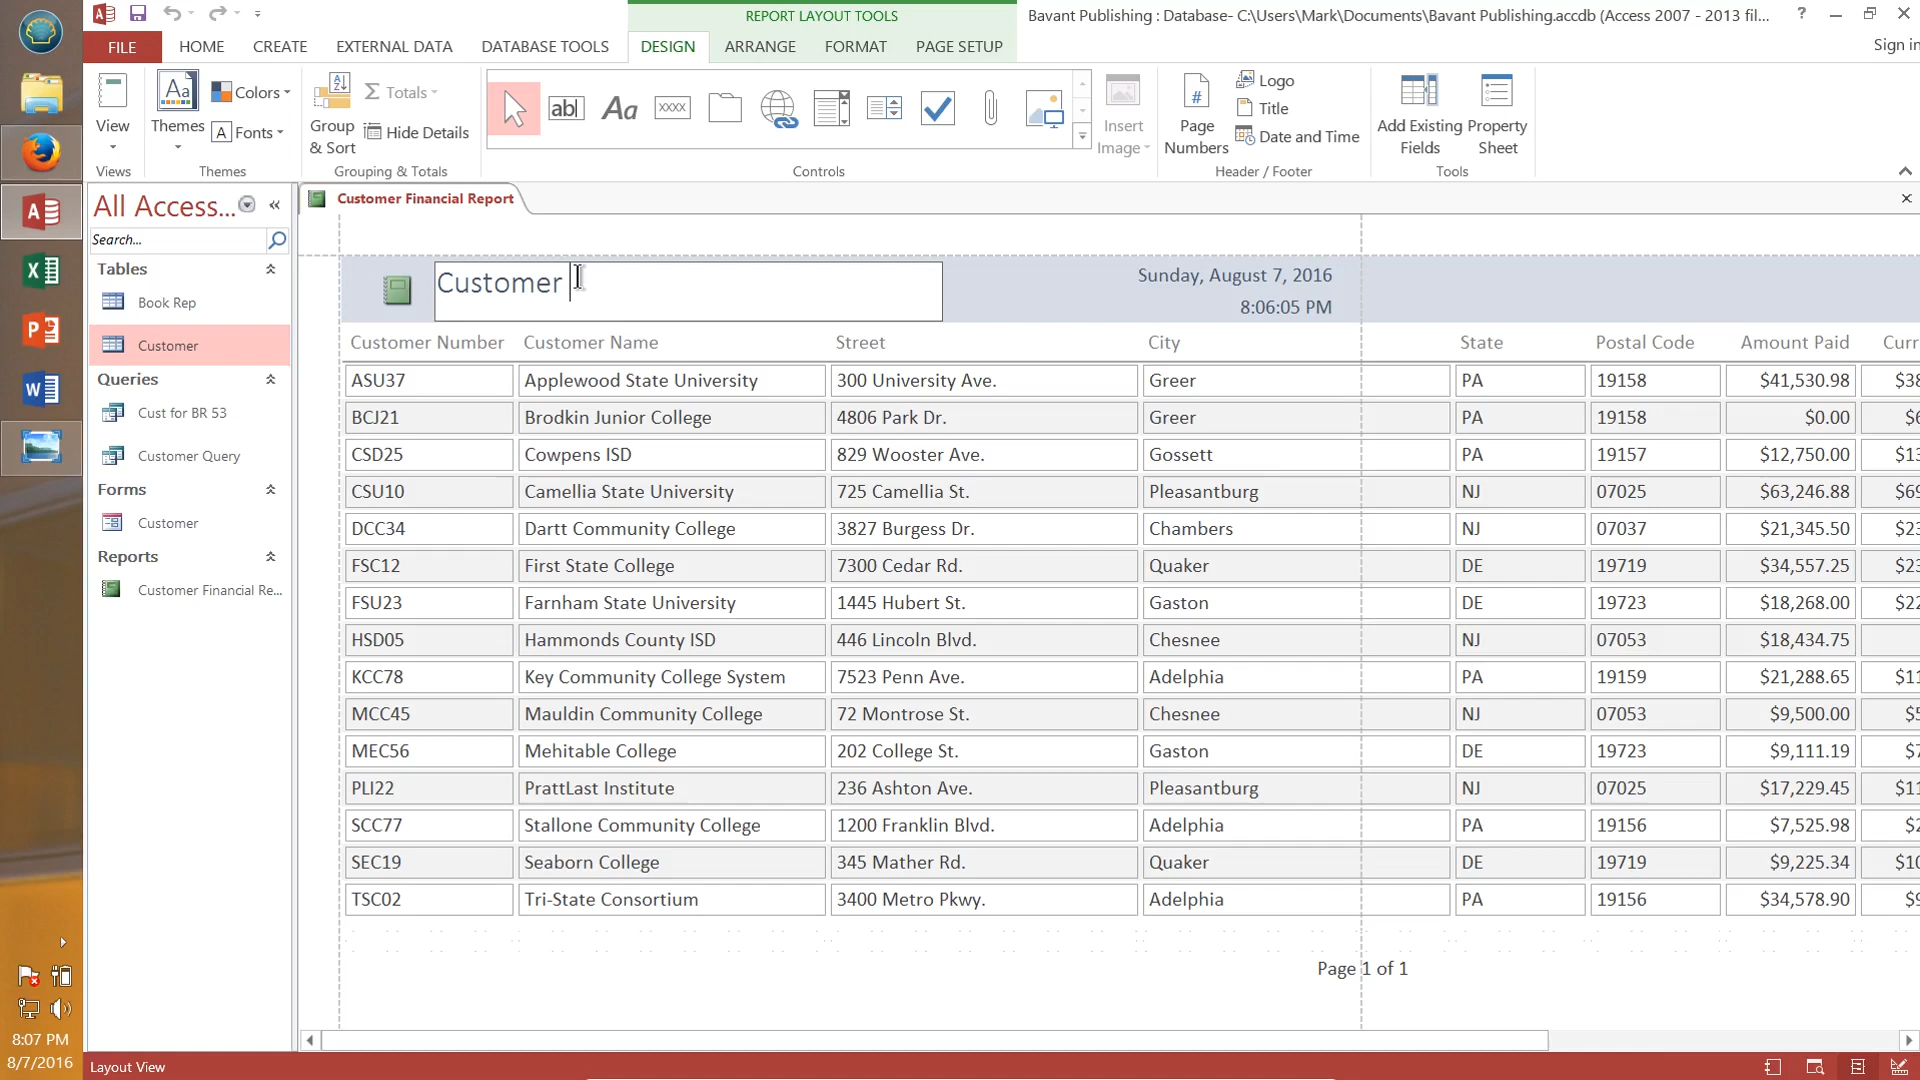 REPORT LAYOUT TOOLS
Bavant Publishing : Database- C:\Users\Mark\Documents\Bavant Publishing.accdb (Access 2007 - 2013 fil...
?
FILE HOME CREATE EXTERNAL DATA DATABASE TOOLS DESIGN ARRANGE FORMAT PAGE SETUP
Sign in
View
Views
Themes
Colors
Fonts
Themes
Group & Sort
Totals
Hide Details
Grouping & Totals
ab Aa XXXX
Controls
Insert Image
Page Numbers
Logo
Title
Date and Time
Header / Footer
Add Existing Fields
Property Sheet
Tools
All Access...
Search...
Tables
Book Rep
Customer
Queries
Cust for BR 53
Customer Query
Forms
Customer
Reports
Customer Financial Re...
Customer Financial Report
Customer
Sunday, August 7, 2016
8:06:05 PM
Customer Number Customer Name Street City State Postal Code Amount Paid Curr
ASU37 Applewood State University 300 University Ave. Greer PA 19158 $41,530.98 $38
BCJ21 Brodkin Junior College 4806 Park Dr. Greer PA 19158 $0.00
CSD25 Cowpens ISD 829 Wooster Ave. Gossett PA 19157 $12,750.00 $13
CSU10 Camellia State University 725 Camellia St. Pleasantburg NJ 07025 $63,246.88 $69
DCC34 Dartt Community College 3827 Burgess Dr. Chambers NJ 07037 $21,345.50 $23
FSC12 First State College 7300 Cedar Rd. Quaker DE 19719 $34,557.25 $23
FSU23 Farnham State University 1445 Hubert St. Gaston DE 19723 $18,268.00 $22
HSD05 Hammonds County ISD 446 Lincoln Blvd. Chesnee NJ 07053 $18,434.75
KCC78 Key Community College System 7523 Penn Ave. Adelphia PA 19159 $21,288.65 $11
MCC45 Mauldin Community College 72 Montrose St. Chesnee NJ 07053 $9,500.00
MEC56 Mehitable College 202 College St. Gaston DE 19723 $9,111.19
PLI22 PrattLast Institute 236 Ashton Ave. Pleasantburg NJ 07025 $17,229.45 $11
SCC77 Stallone Community College 1200 Franklin Blvd. Adelphia PA 19156 $7,525.98
SEC19 Seaborn College 345 Mather Rd. Quaker DE 19719 $9,225.34 $10
TSC02 Tri-State Consortium 3400 Metro Pkwy. Adelphia PA 19156 $34,578.90
Page 1 of 1
8:07 PM
8/7/2016
Layout View